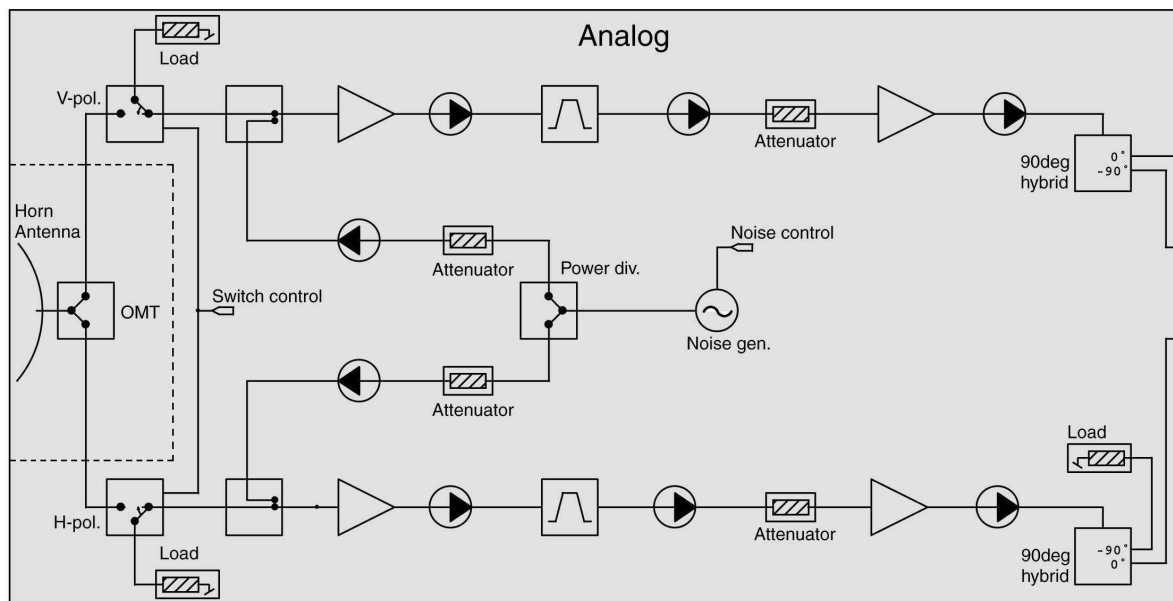 Analog
Load
V-pol.
Attenuator
90deg
hybrid
0°
-90°
Horn
Antenna
Noise control
Attenuator
Power div.
Switch control
OMT
Noise gen.
Attenuator
Load
H-pol.
Load
Attenuator
90deg
hybrid
-90°
0°